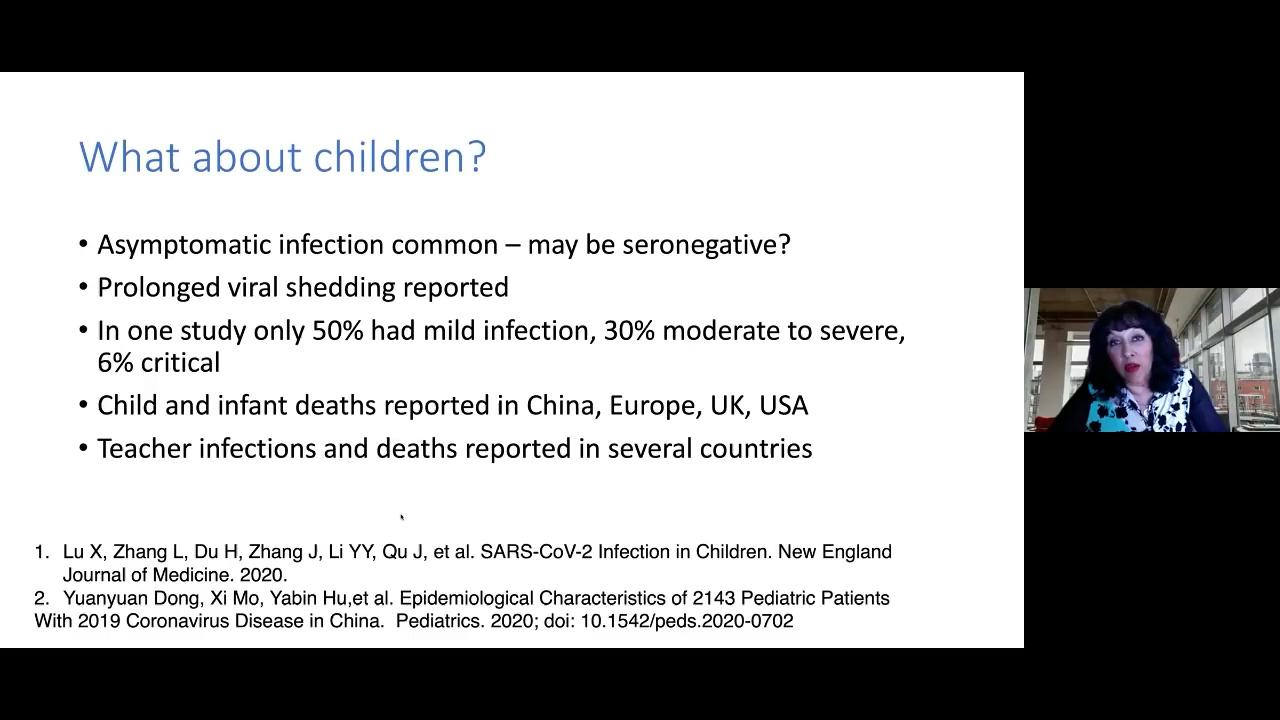 What about children?
• Asymptomatic infection common – may be seronegative?
• Prolonged viral shedding reported
• In one study only 50% had mild infection, 30% moderate to severe,
6% critical
• Child and infant deaths reported in China, Europe, UK, USA
• Teacher infections and deaths reported in several countries
1. Lu X, Zhang L, Du H, Zhang J, Li YY, Qu J, et al. SARS-CoV-2 Infection in Children. New England
Journal of Medicine. 2020.
2. Yuanyuan Dong, Xi Mo, Yabin Hu,et al. Epidemiological Characteristics of 2143 Pediatric Patients
With 2019 Coronavirus Disease in China. Pediatrics. 2020; doi: 10.1542/peds.2020-0702